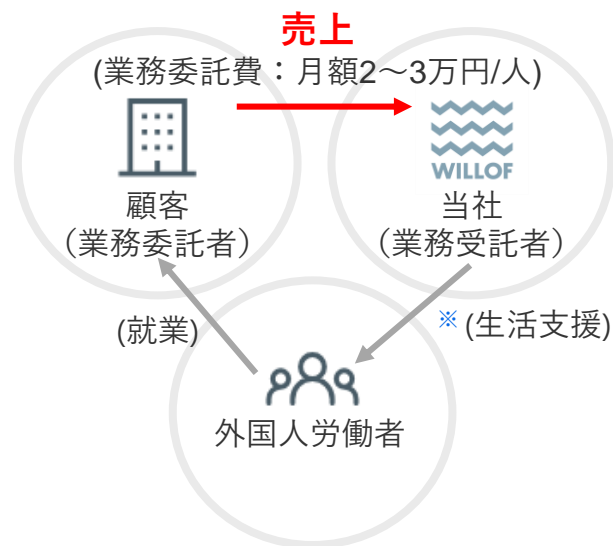 売上
(業務委託費：月額2～3万円/人)
WILLOF
顧客
（業務委託者）
当社
（業務受託者）
(就業)
※(生活支援)
外国人労働者